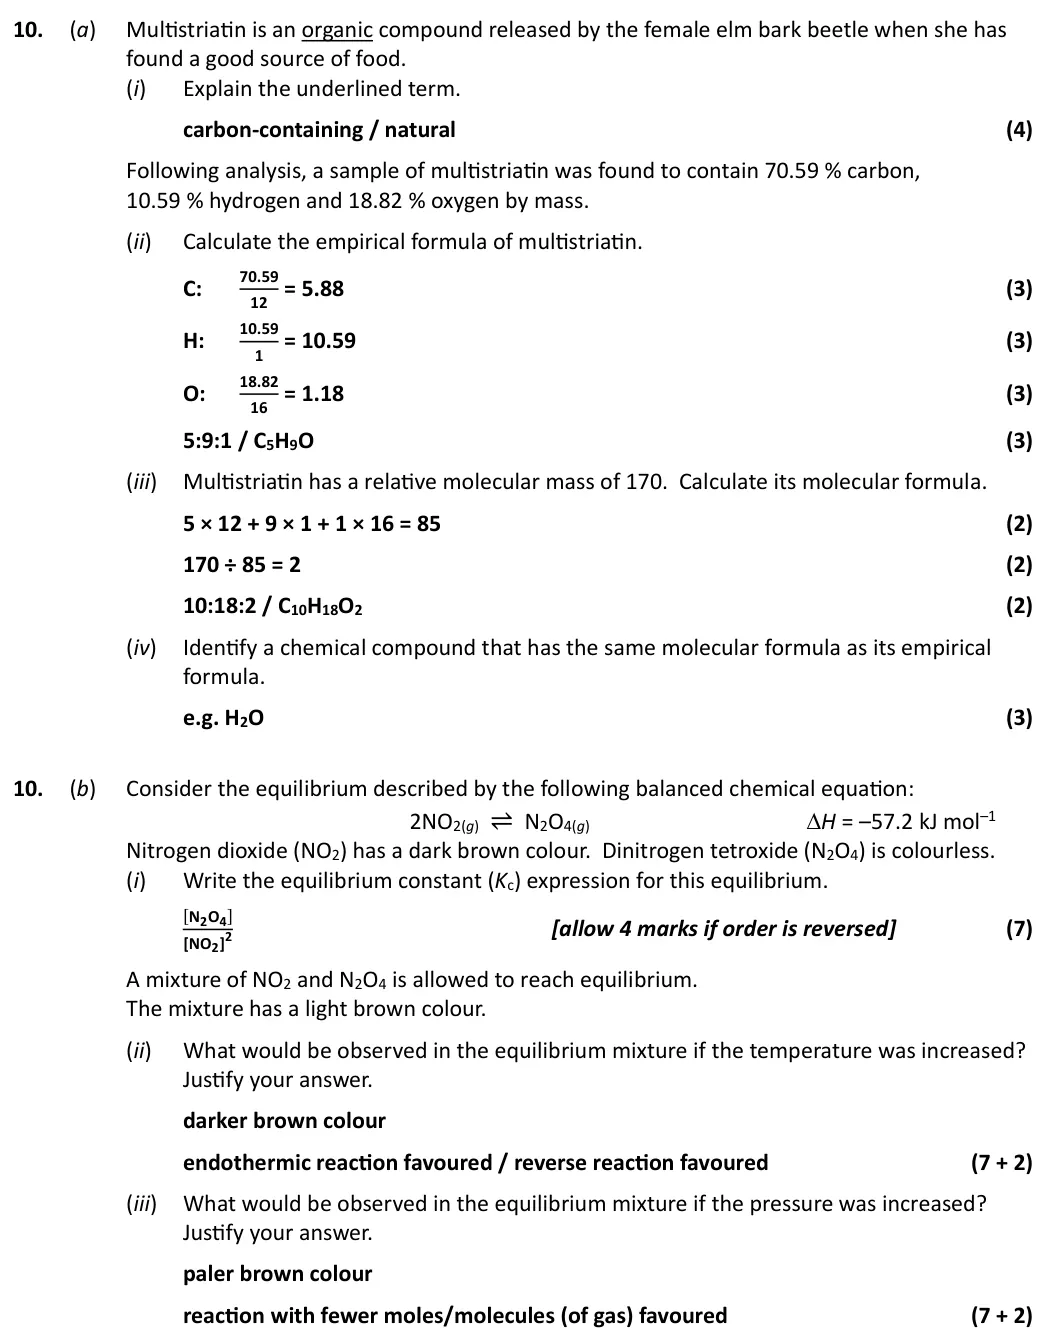 10. (a) Multistriatin is an organic compound released by the female elm bark beetle when she has
found a good source of food.
(i) Explain the underlined term.
carbon-containing / natural (4)
Following analysis, a sample of multistriatin was found to contain 70.59 % carbon,
10.59 % hydrogen and 18.82 % oxygen by mass.
(ii) Calculate the empirical formula of multistriatin.
C: 70.59/12 = 5.88 (3)
H: 10.59/1 = 10.59 (3)
O: 18.82/16 = 1.18 (3)
5:9:1 / C₅H₉O (3)
(iii) Multistriatin has a relative molecular mass of 170. Calculate its molecular formula.
5 × 12 + 9 × 1 + 1 × 16 = 85 (2)
170 ÷ 85 = 2 (2)
10:18:2 / C₁₀H₁₈O₂ (2)
(iv) Identify a chemical compound that has the same molecular formula as its empirical
formula.
e.g. H₂O (3)
10. (b) Consider the equilibrium described by the following balanced chemical equation:
2NO₂(g) ⇌ N₂O₄(g) ΔH = –57.2 kJ mol⁻¹
Nitrogen dioxide (NO₂) has a dark brown colour. Dinitrogen tetroxide (N₂O₄) is colourless.
(i) Write the equilibrium constant (Kc) expression for this equilibrium.
[N₂O₄]/[NO₂]² [allow 4 marks if order is reversed] (7)
A mixture of NO₂ and N₂O₄ is allowed to reach equilibrium.
The mixture has a light brown colour.
(ii) What would be observed in the equilibrium mixture if the temperature was increased?
Justify your answer.
darker brown colour
endothermic reaction favoured / reverse reaction favoured (7 + 2)
(iii) What would be observed in the equilibrium mixture if the pressure was increased?
Justify your answer.
paler brown colour
reaction with fewer moles/molecules (of gas) favoured (7 + 2)